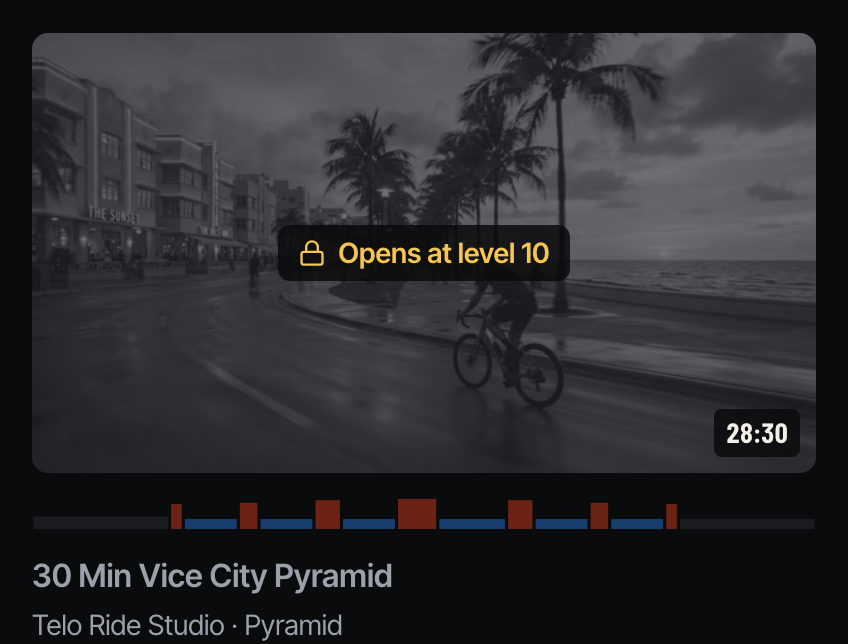 THE SUNSET
Opens at level 10
28:30
30 Min Vice City Pyramid
Telo Ride Studio · Pyramid